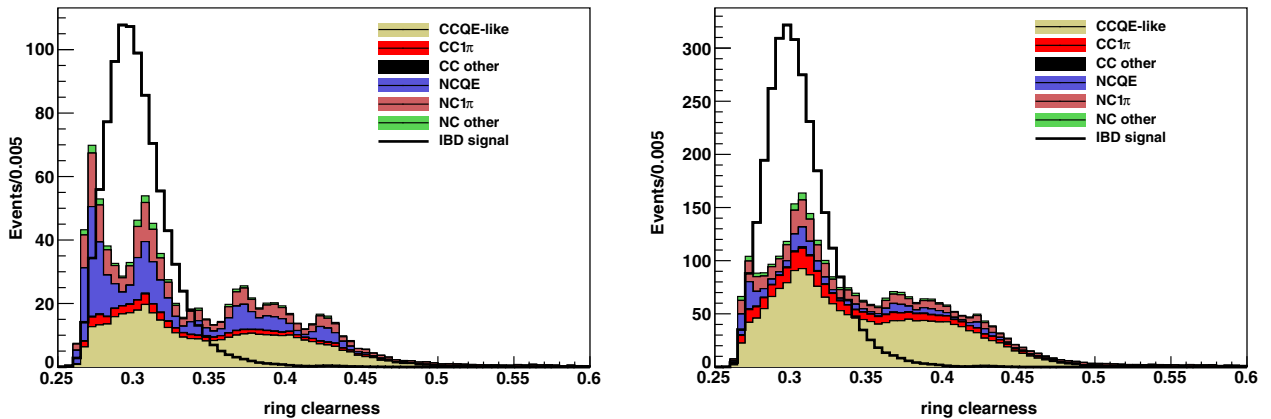 Events/0.005
100
80
60
40
20
0
0.25 0.3 0.35 0.4 0.45 0.5 0.55 0.6
ring clearness
CCQE-like
CC1π
CC other
NCQE
NC1π
NC other
IBD signal
Events/0.005
300
250
200
150
100
50
0
0.25 0.3 0.35 0.4 0.45 0.5 0.55 0.6
ring clearness
CCQE-like
CC1π
CC other
NCQE
NC1π
NC other
IBD signal